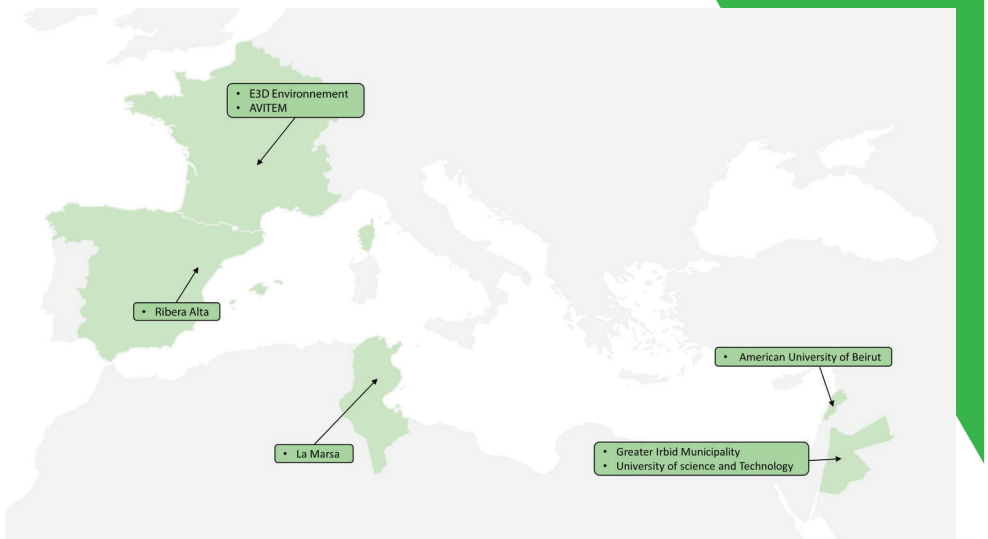 • E3D Environnement
• AVITEM
• Ribera Alta
• La Marsa
• American University of Beirut
• Greater Irbid Municipality
• University of science and Technology